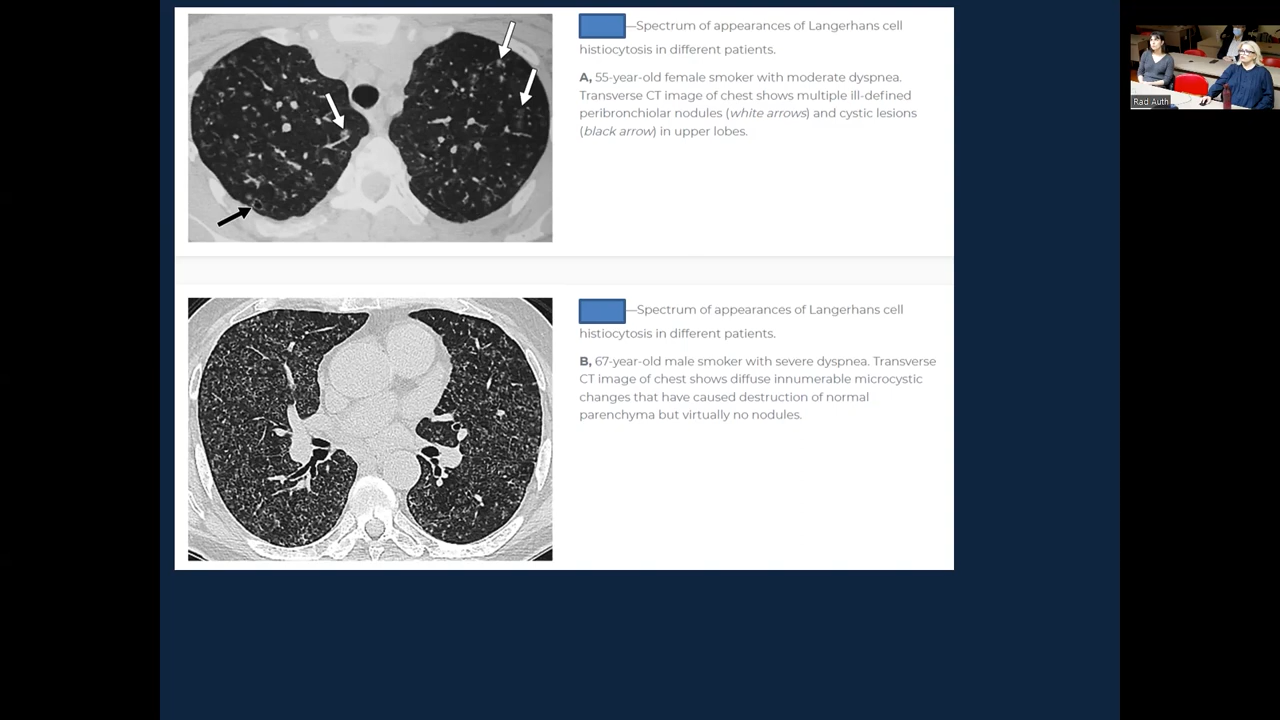 —Spectrum of appearances of Langerhans cell
histiocytosis in different patients.
A, 55-year-old female smoker with moderate dyspnea.
Transverse CT image of chest shows multiple ill-defined
peribronchiolar nodules (white arrows) and cystic lesions
(black arrow) in upper lobes.
—Spectrum of appearances of Langerhans cell
histiocytosis in different patients.
B, 67-year-old male smoker with severe dyspnea. Transverse
CT image of chest shows diffuse innumerable microcystic
changes that have caused destruction of normal
parenchyma but virtually no nodules.
Rad Auth